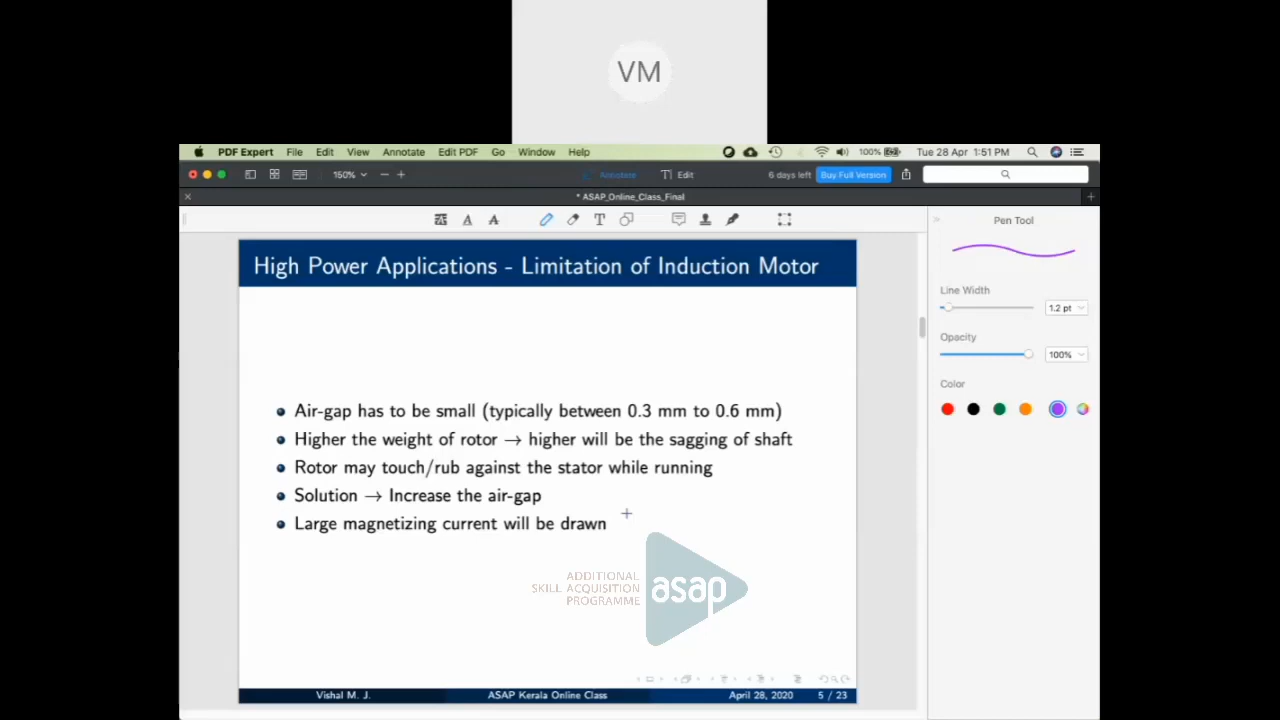 VM
PDF Expert File Edit View Annotate Edit PDF Go Window Help 100% Tue 28 Apr 1:51 PM
150% Annotate Edit 6 days left Buy Full Version
* ASAP_Online_Class_Final
Pen Tool
High Power Applications - Limitation of Induction Motor
Line Width
1.2 pt
Opacity
100%
Color
Air-gap has to be small (typically between 0.3 mm to 0.6 mm)
Higher the weight of rotor → higher will be the sagging of shaft
Rotor may touch/rub against the stator while running
Solution → Increase the air-gap
Large magnetizing current will be drawn
ADDITIONAL
SKILL ACQUISITION
PROGRAMME
asap
Vishal M. J. ASAP Kerala Online Class April 28, 2020 5 / 23